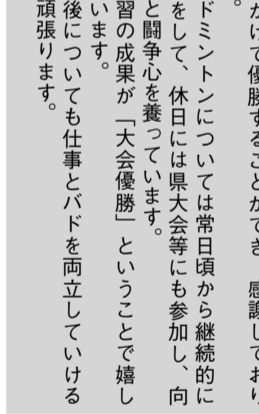 かけて優勝することができ、感謝しており
。
ドミントンについては常日頃から継続的に
をして、休日には県大会等にも参加し、向
と闘争心を養っています。
習の成果が「大会優勝」ということで嬉し
います。
後についても仕事とバドを両立していける
頑張ります。